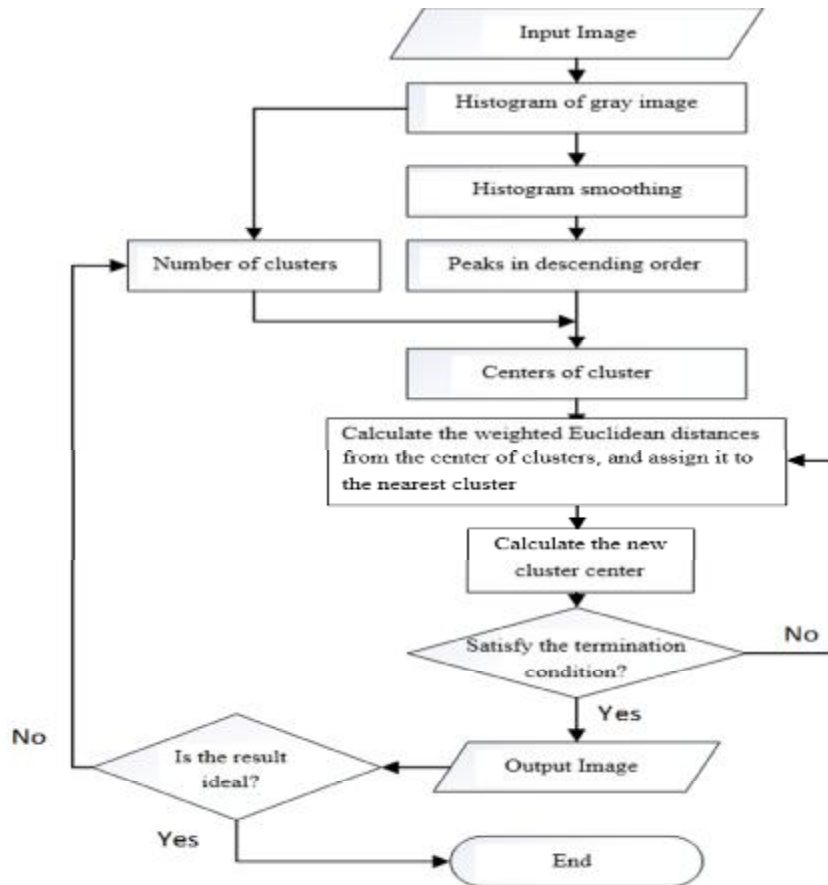 Input Image
Histogram of gray image
Histogram smoothing
Number of clusters
Peaks in descending order
Centers of cluster
Calculate the weighted Euclidean distances
from the center of clusters, and assign it to
the nearest cluster
Calculate the new
cluster center
Satisfy the termination
condition?
No
Yes
Output Image
Is the result
ideal?
No
Yes
End